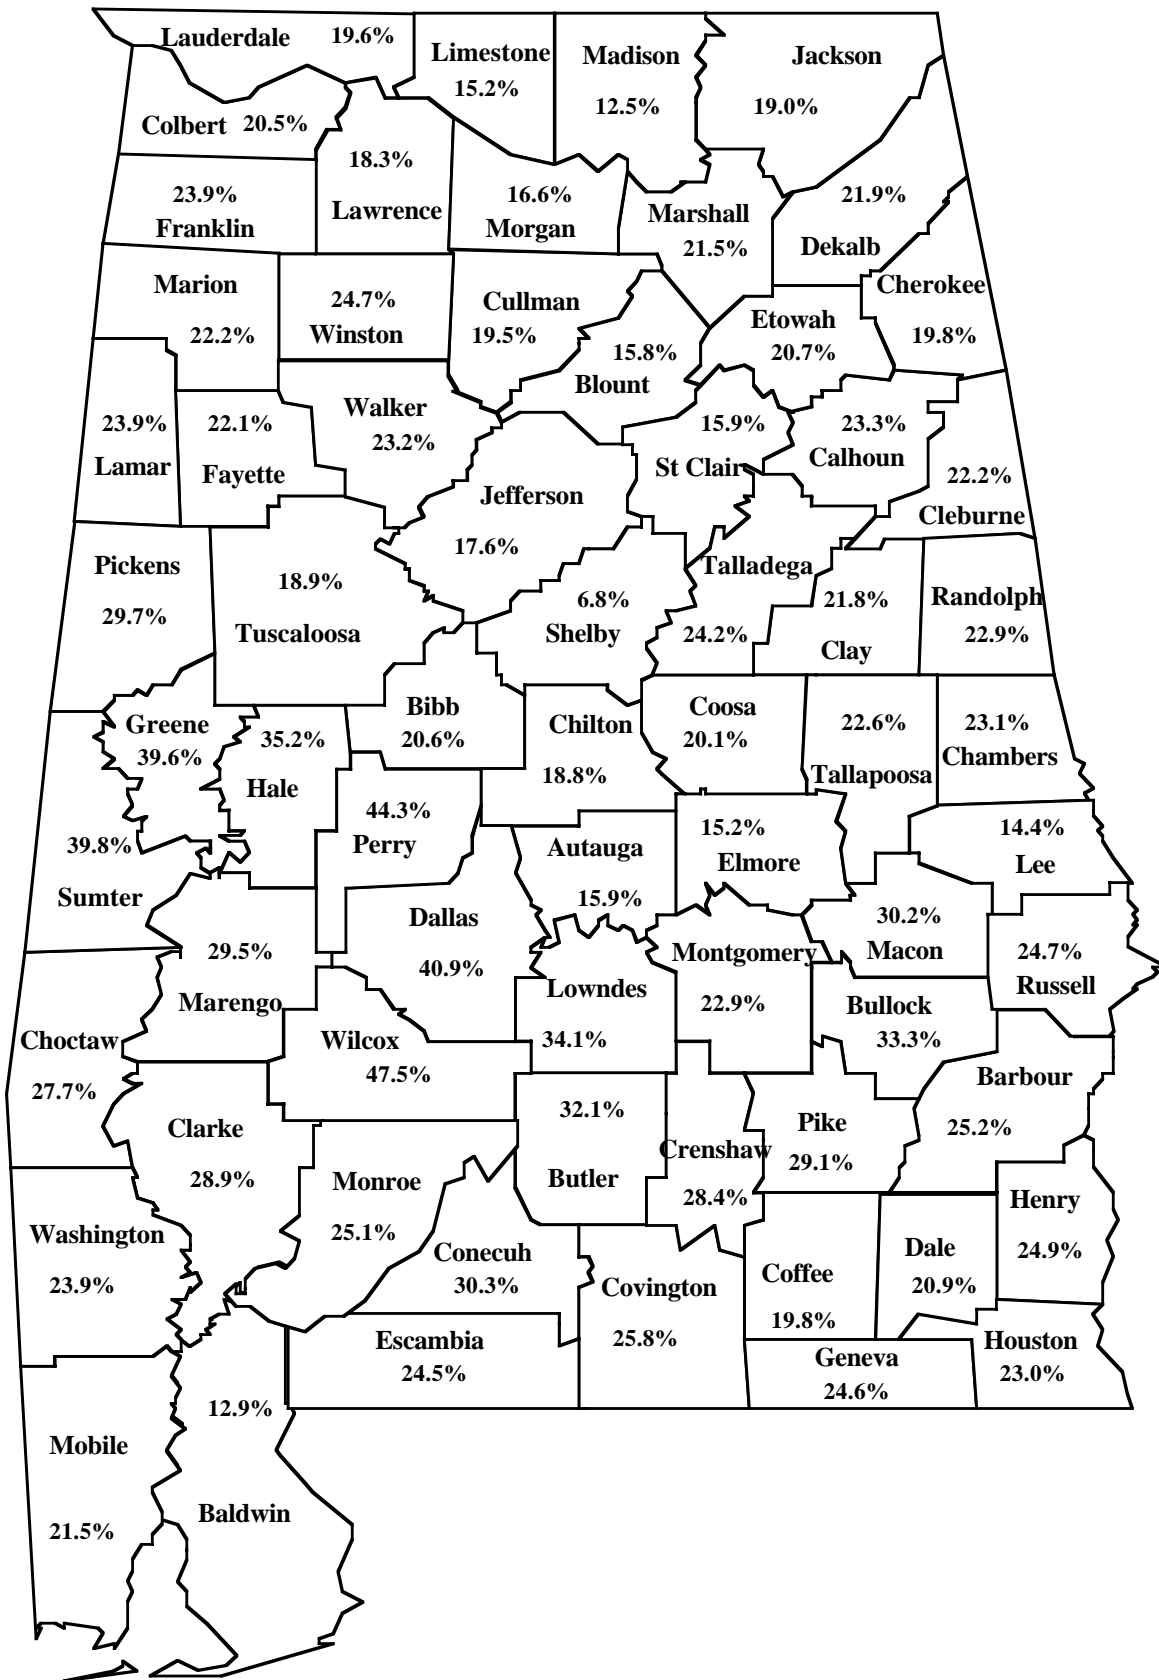 Lauderdale 19.6%
Limestone
15.2%
Madison
12.5%
Jackson
19.0%
Colbert 20.5%
18.3%
Lawrence
23.9%
Franklin
16.6%
Morgan
Marshall
21.5%
21.9%
Dekalb
Cherokee
19.8%
Marion
22.2%
24.7%
Winston
Cullman
19.5%
15.8%
Blount
Etowah
20.7%
23.9%
Lamar
22.1%
Fayette
Walker
23.2%
Jefferson
17.6%
15.9%
St Clair
23.3%
Calhoun
22.2%
Cleburne
Pickens
29.7%
18.9%
Tuscaloosa
6.8%
Shelby
Talladega
24.2%
21.8%
Clay
Randolph
22.9%
Greene
39.6%
35.2%
Hale
Bibb
20.6%
Chilton
18.8%
Coosa
20.1%
22.6%
Tallapoosa
23.1%
Chambers
39.8%
Sumter
44.3%
Perry
Autauga
15.9%
15.2%
Elmore
14.4%
Lee
29.5%
Marengo
Dallas
40.9%
Lowndes
34.1%
Montgomery
22.9%
30.2%
Macon
24.7%
Russell
Choctaw
27.7%
Wilcox
47.5%
Bullock
33.3%
Barbour
25.2%
Clarke
28.9%
Monroe
25.1%
32.1%
Butler
Crenshaw
28.4%
Pike
29.1%
Henry
24.9%
Washington
23.9%
Conecuh
30.3%
Covington
25.8%
Coffee
19.8%
Dale
20.9%
Escambia
24.5%
Geneva
24.6%
Houston
23.0%
Mobile
21.5%
12.9%
Baldwin